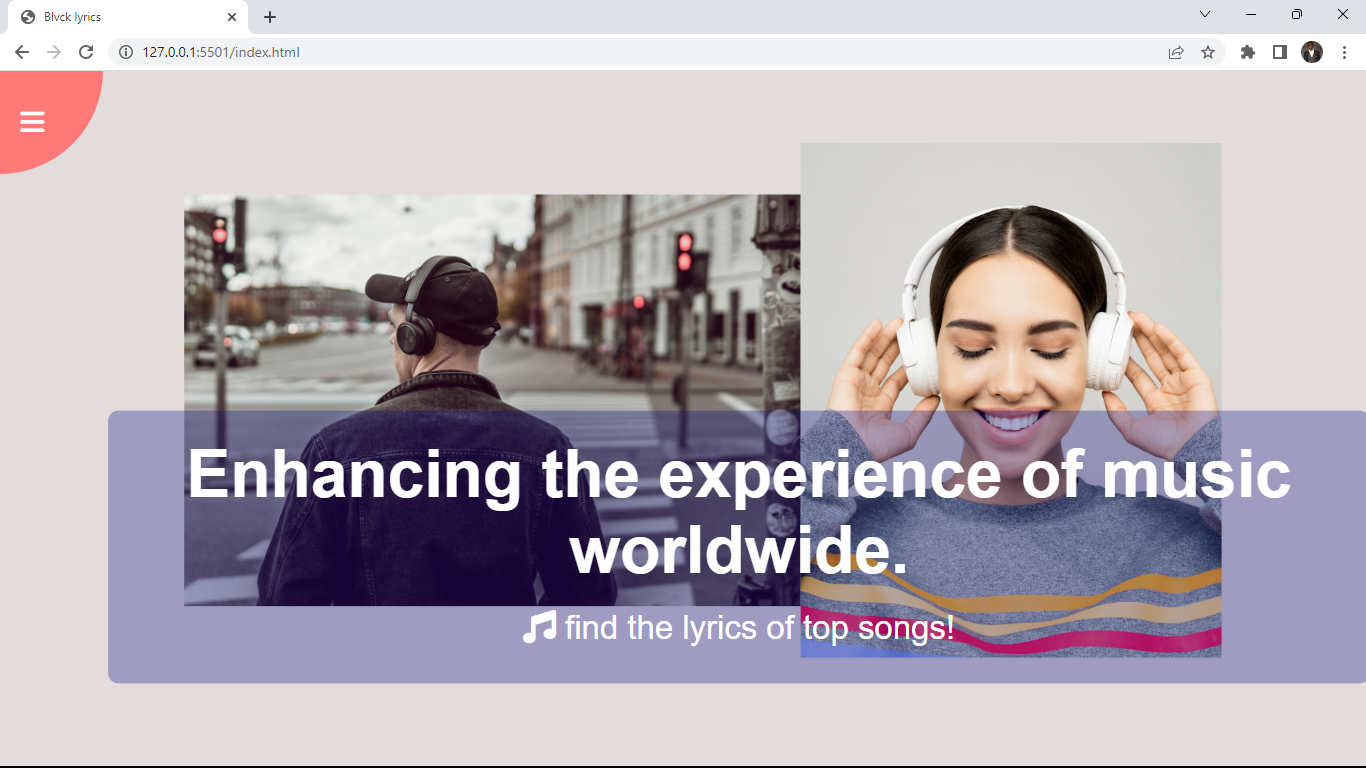 Blvck lyrics
127.0.0.1:5501/index.html
Enhancing the experience of music
worldwide.
find the lyrics of top songs!